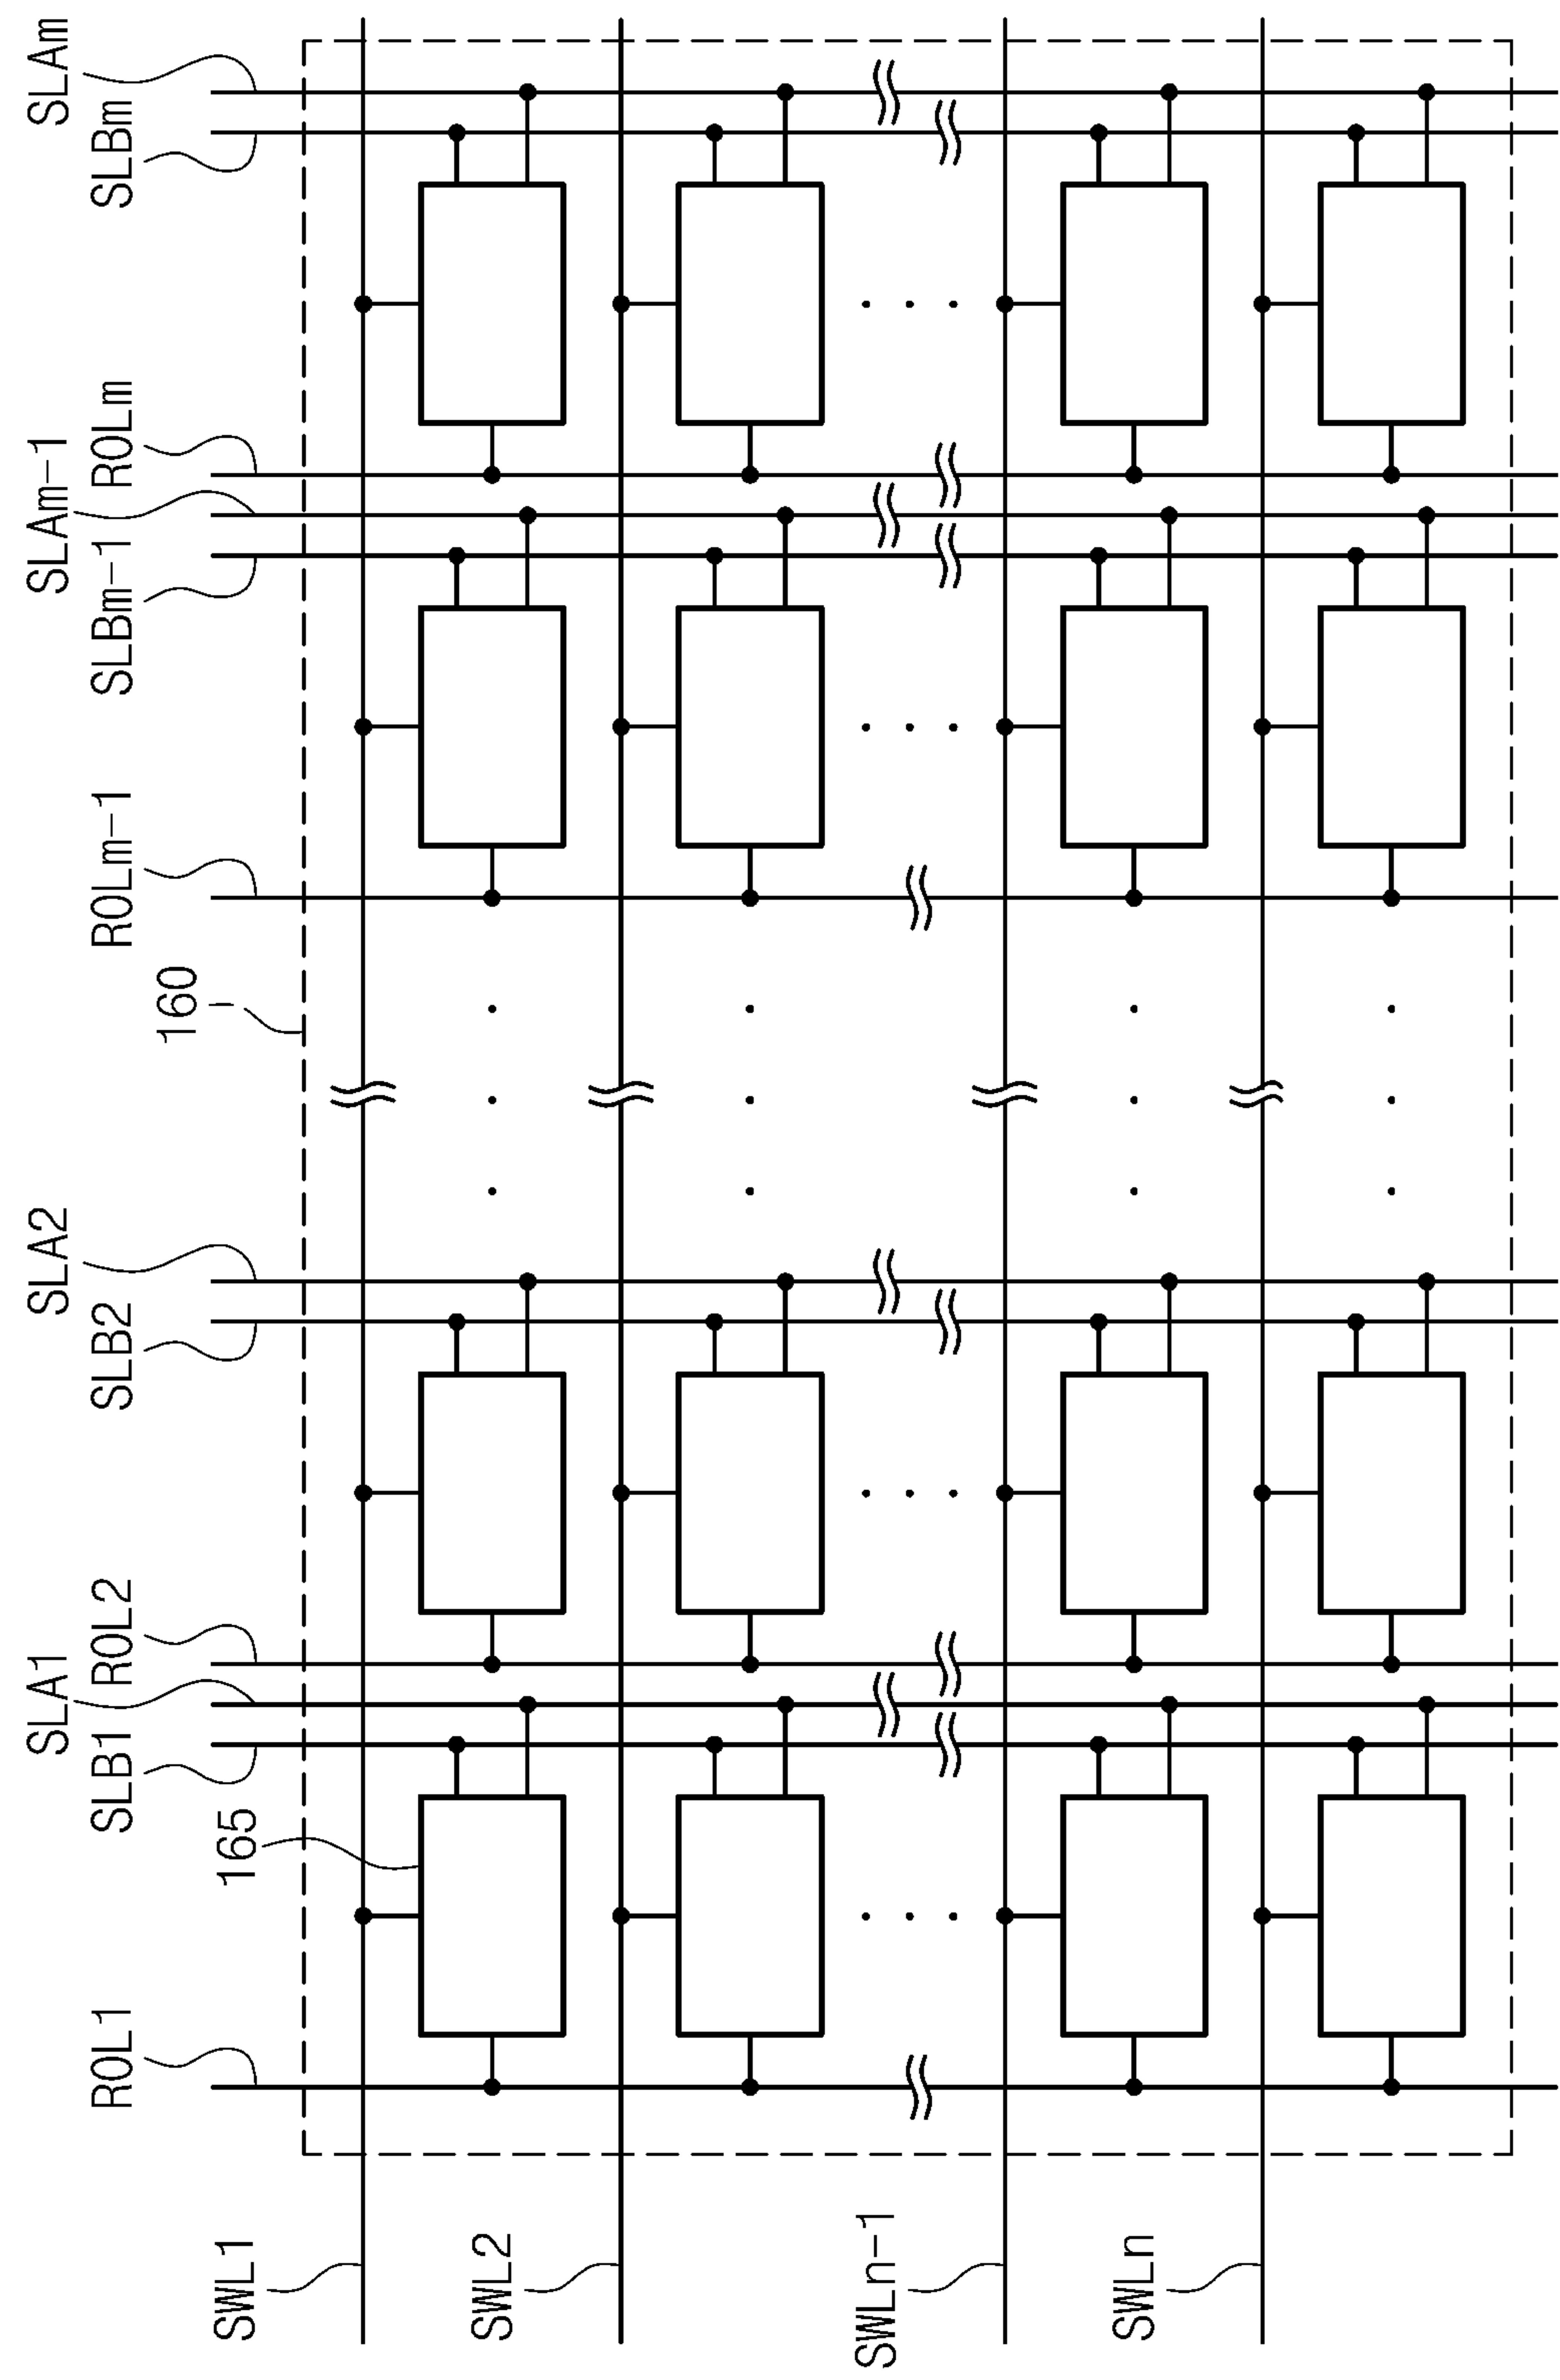 SLA1
SLA2
SLAm-1
SLAm
ROL1
SLB1
ROL2
SLB2
ROLm-1
SLBm-1
ROLm
SLBm
160
165
SWL1
SWL2
SWLn-1
SWLn